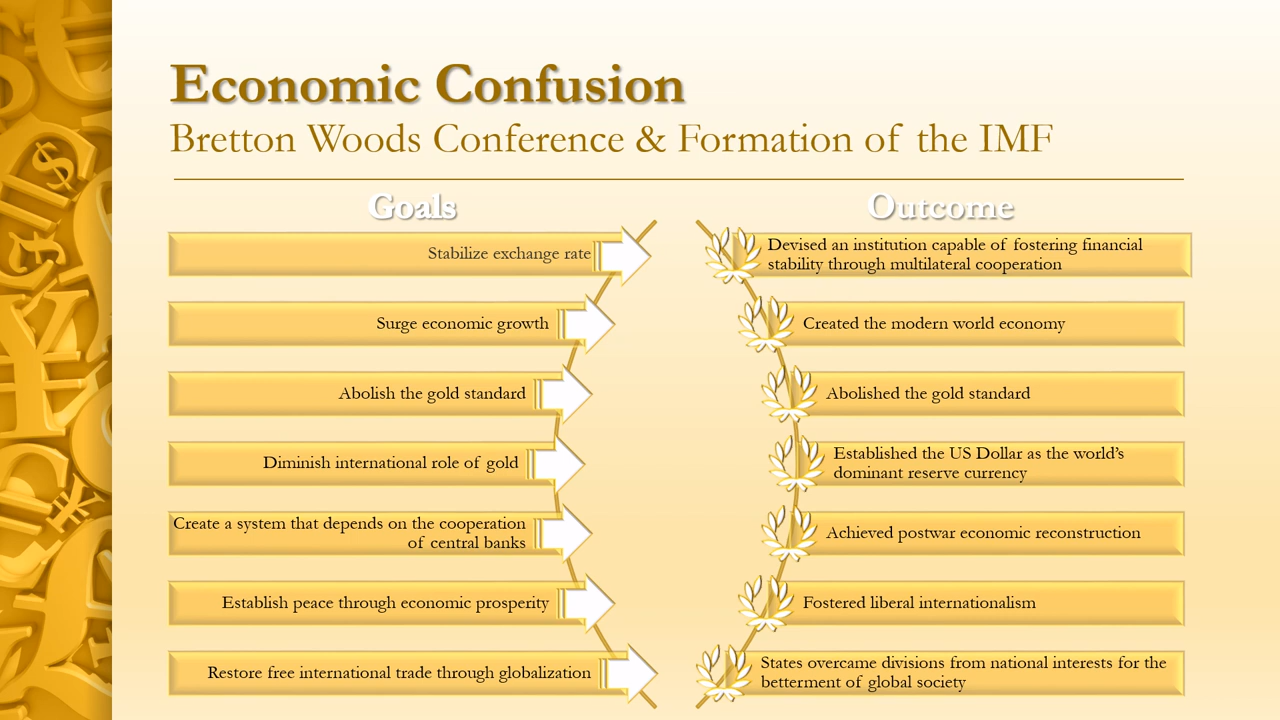 Economic Confusion
Bretton Woods Conference & Formation of the IMF
Goals
Stabilize exchange rate
Surge economic growth
Abolish the gold standard
Diminish international role of gold
Create a system that depends on the cooperation
of central banks
Establish peace through economic prosperity
Restore free international trade through globalization
Outcome
Devised an institution capable of fostering financial
stability through multilateral cooperation
Created the modern world economy
Abolished the gold standard
Established the US Dollar as the world’s
dominant reserve currency
Achieved postwar economic reconstruction
Fostered liberal internationalism
States overcame divisions from national interests for the
betterment of global society